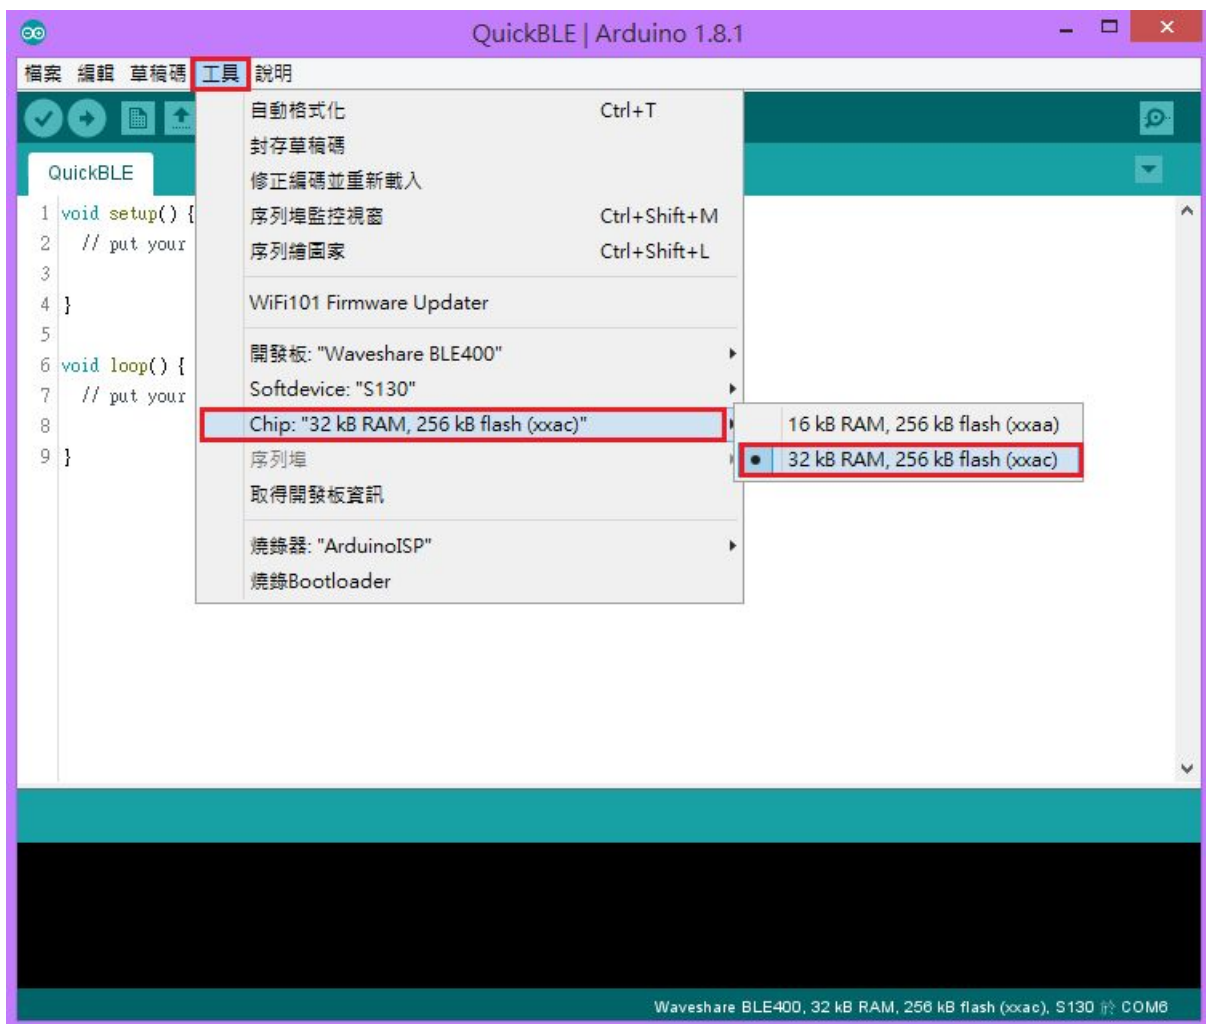 QuickBLE | Arduino 1.8.1
檔案 編輯 草稿碼 工具 說明
自動格式化 Ctrl+T
封存草稿碼
修正編碼並重新載入
序列埠監控視窗 Ctrl+Shift+M
序列繪圖家 Ctrl+Shift+L
WiFi101 Firmware Updater
開發板: "Waveshare BLE400"
Softdevice: "S130"
Chip: "32 kB RAM, 256 kB flash (xxac)"
序列埠
取得開發板資訊
燒錄器: "ArduinoISP"
燒錄Bootloader
16 kB RAM, 256 kB flash (xxaa)
32 kB RAM, 256 kB flash (xxac)
QuickBLE
1 void setup() {
2 // put your
3
4 }
5
6 void loop() {
7 // put your
8
9 }
Waveshare BLE400, 32 kB RAM, 256 kB flash (xxac), S130 於 COM6